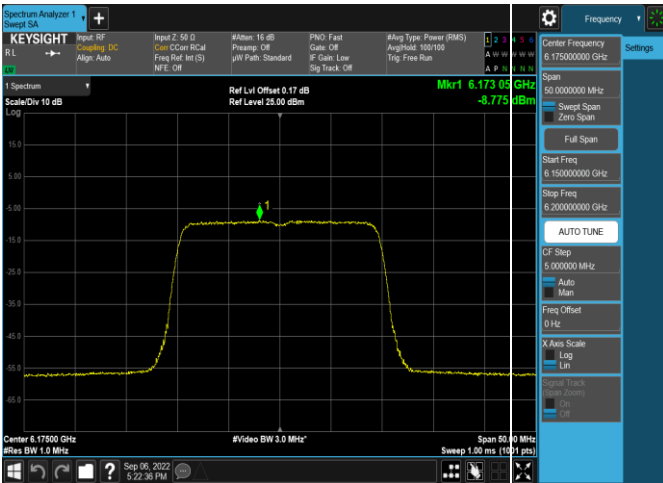 Spectrum Analyzer 1
Swept SA
+
Frequency
KEYSIGHT
R L
LW
Input: RF
Coupling: DC
Align: Auto
Input Z: 50 Ω
Corr CCorr RCal
Freq Ref: Int (S)
NFE: Off
#Atten: 16 dB
Preamp: Off
µW Path: Standard
PNO: Fast
Gate: Off
IF Gain: Low
Sig Track: Off
#Avg Type: Power (RMS)
Avg|Hold: 100/100
Trig: Free Run
1 2 3 4 5 6
A W W W W W
A P N N N N
1 Spectrum
Scale/Div 10 dB
Log
Ref Lvl Offset 0.17 dB
Ref Level 25.00 dBm
Mkr1 6.173 05 GHz
-8.775 dBm
15.0
5.00
-5.00
-15.0
-25.0
-35.0
-45.0
-55.0
-65.0
1
Center 6.17500 GHz
#Res BW 1.0 MHz
#Video BW 3.0 MHz*
Span 50.00 MHz
Sweep 1.00 ms (1001 pts)
Sep 06, 2022
5:22:36 PM
?
Center Frequency
6.175000000 GHz
Settings
Span
50.0000000 MHz
Swept Span
Zero Span
Full Span
Start Freq
6.150000000 GHz
Stop Freq
6.200000000 GHz
AUTO TUNE
CF Step
5.000000 MHz
Auto
Man
Freq Offset
0 Hz
X Axis Scale
Log
Lin
Signal Track
(Span Zoom)
On
Off